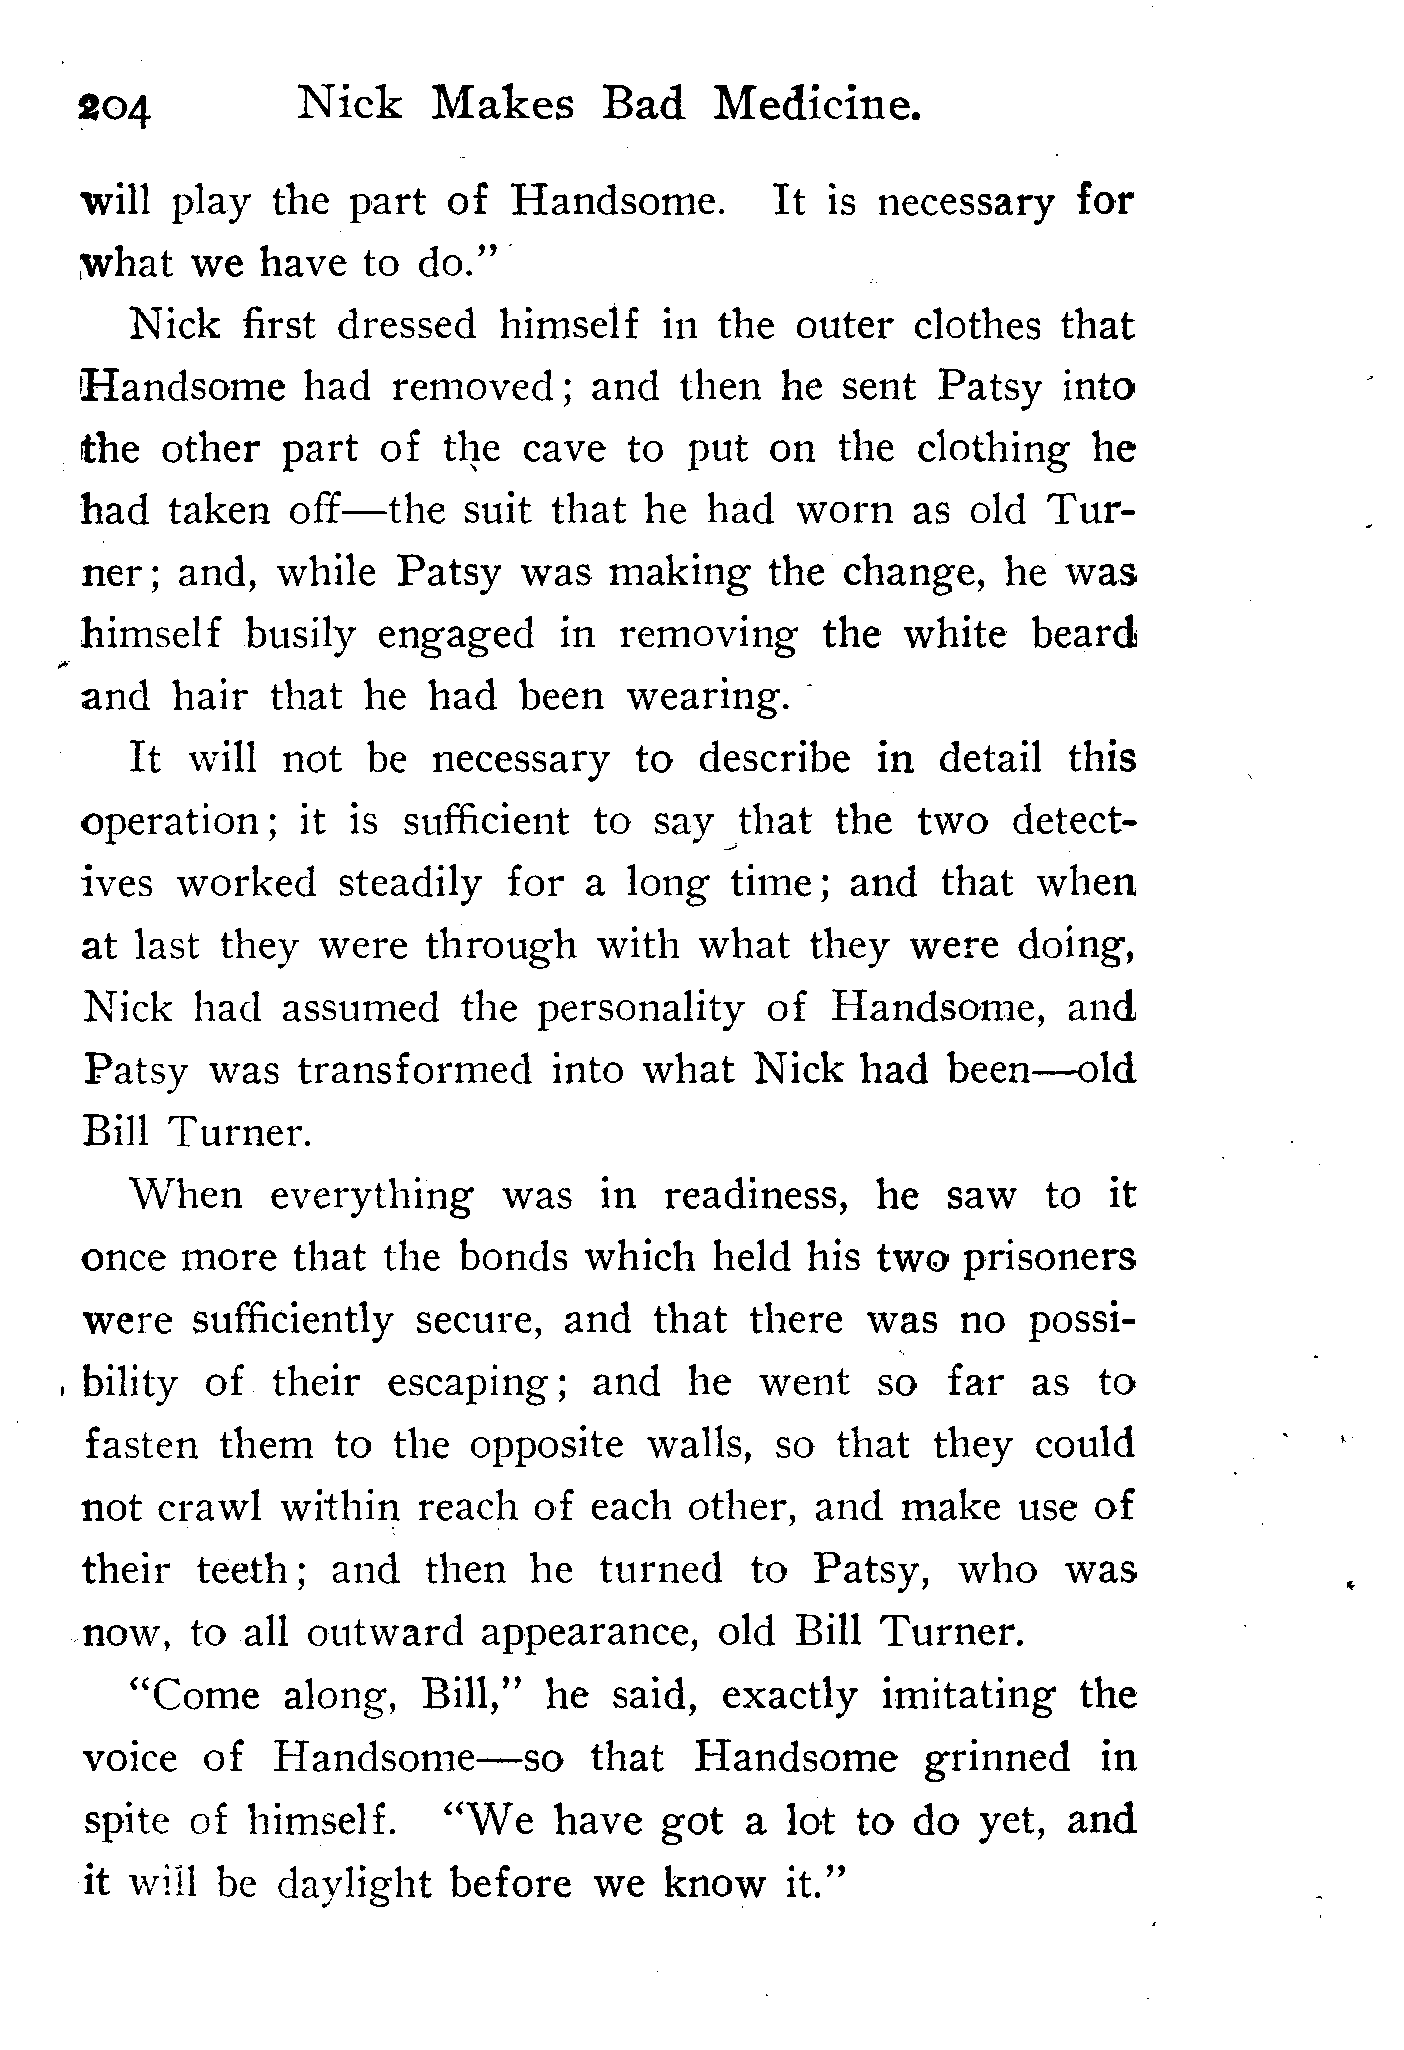 204 Nick Makes Bad Medicine.
will play the part of Handsome. It is necessary for
what we have to do."
Nick first dressed himself in the outer clothes that
Handsome had removed; and then he sent Patsy into
the other part of the cave to put on the clothing he
had taken off—the suit that he had worn as old Tur-
ner; and, while Patsy was making the change, he was
himself busily engaged in removing the white beard
and hair that he had been wearing.
It will not be necessary to describe in detail this
operation; it is sufficient to say that the two detect-
ives worked steadily for a long time; and that when
at last they were through with what they were doing,
Nick had assumed the personality of Handsome, and
Patsy was transformed into what Nick had been—old
Bill Turner.
When everything was in readiness, he saw to it
once more that the bonds which held his two prisoners
were sufficiently secure, and that there was no possi-
bility of their escaping; and he went so far as to
fasten them to the opposite walls, so that they could
not crawl within reach of each other, and make use of
their teeth; and then he turned to Patsy, who was
now, to all outward appearance, old Bill Turner.
"Come along, Bill," he said, exactly imitating the
voice of Handsome—so that Handsome grinned in
spite of himself. "We have got a lot to do yet, and
it will be daylight before we know it."